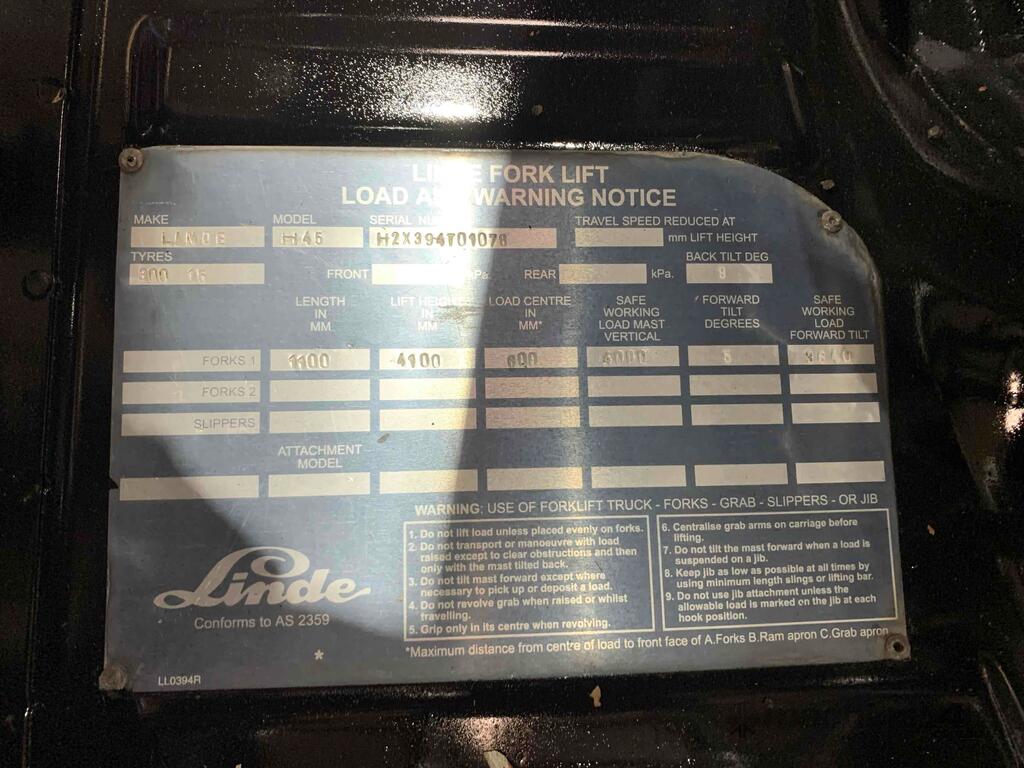 LINDE FORK LIFT
LOAD AND WARNING NOTICE
MAKE MODEL SERIAL TRAVEL SPEED REDUCED AT
LINDE H45 H2X394T01078 mm LIFT HEIGHT
TYRES BACK TILT DEG
300 15 FRONT kPa. REAR kPa. 9
LENGTH IN MM LIFT HEIGHT IN MM LOAD CENTRE IN MM* SAFE WORKING LOAD MAST VERTICAL FORWARD TILT DEGREES SAFE WORKING LOAD FORWARD TILT
FORKS 1 1100 4100 600 4000 5
FORKS 2
SLIPPERS
ATTACHMENT
MODEL
WARNING: USE OF FORKLIFT TRUCK - FORKS - GRAB - SLIPPERS - OR JIB
1. Do not lift load unless placed evenly on forks.
2. Do not transport or manoeuvre with load
raised except to clear obstructions and then
only with the mast tilted back.
3. Do not tilt mast forward except where
necessary to pick up or deposit a load.
4. Do not revolve grab when raised or whilst
travelling.
5. Grip only in its centre when revolving.
6. Centralise grab arms on carriage before
lifting.
7. Do not tilt the mast forward when a load is
suspended on a jib.
8. Keep jib as low as possible at all times by
using minimum length slings or lifting bar.
9. Do not use jib attachment unless the
allowable load is marked on the jib at each
hook position.
Linde
Conforms to AS 2359
*
*Maximum distance from centre of load to front face of A.Forks B.Ram apron C.Grab apron
LL0394R